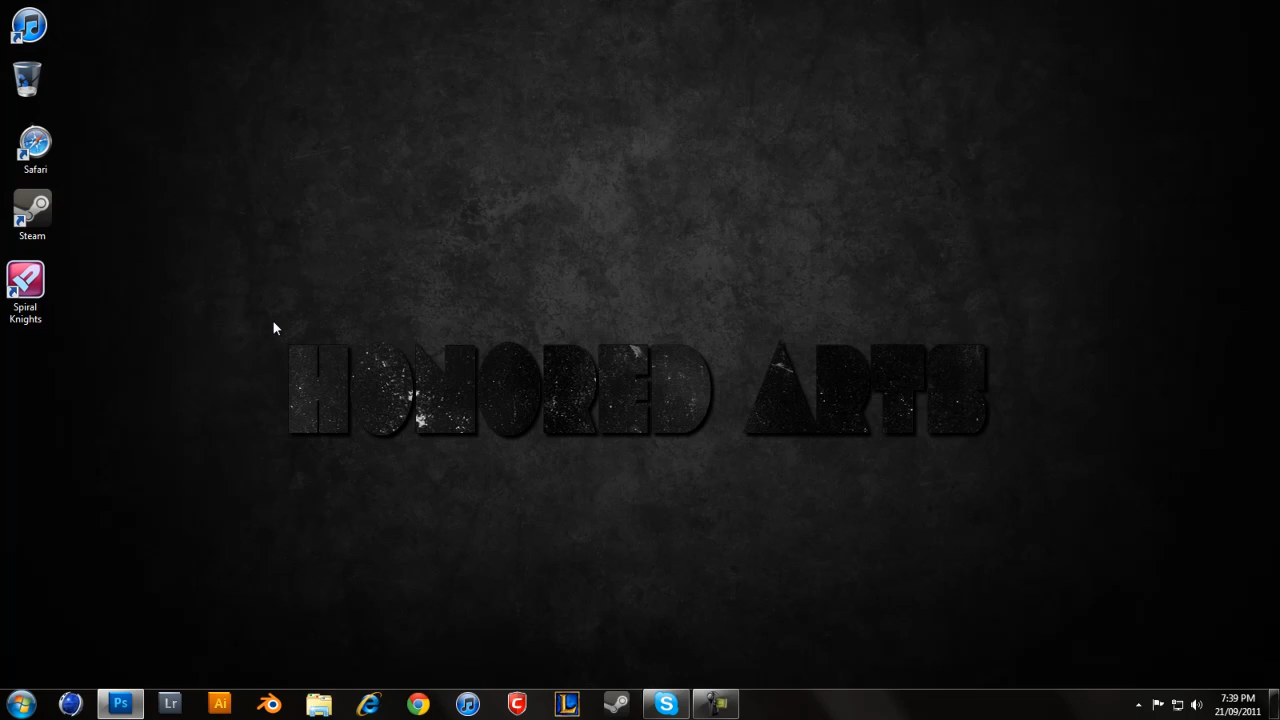 Safari
Steam
Spiral
Knights
HONORED ARTS
Ps
Lr
Ai
7:39 PM
21/09/2011